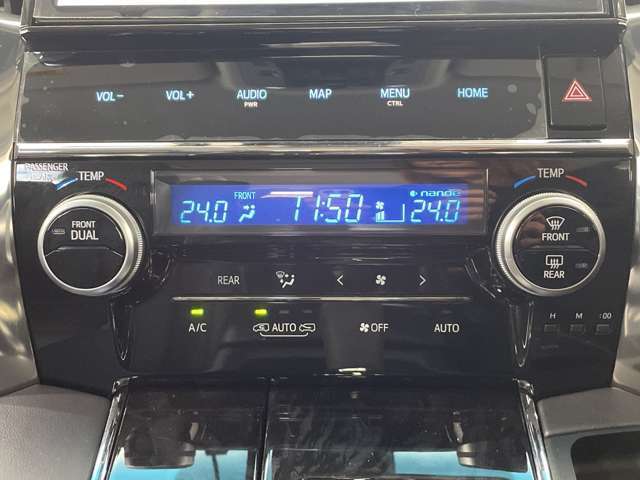 VOL− VOL+ AUDIO PWR MAP MENU CTRL HOME
PASSENGER
TEMP
FRONT DUAL
24.0 FRONT 11:50 24.0
nanoe
TEMP
FRONT
REAR
REAR < >
A/C AUTO OFF AUTO
H M :00